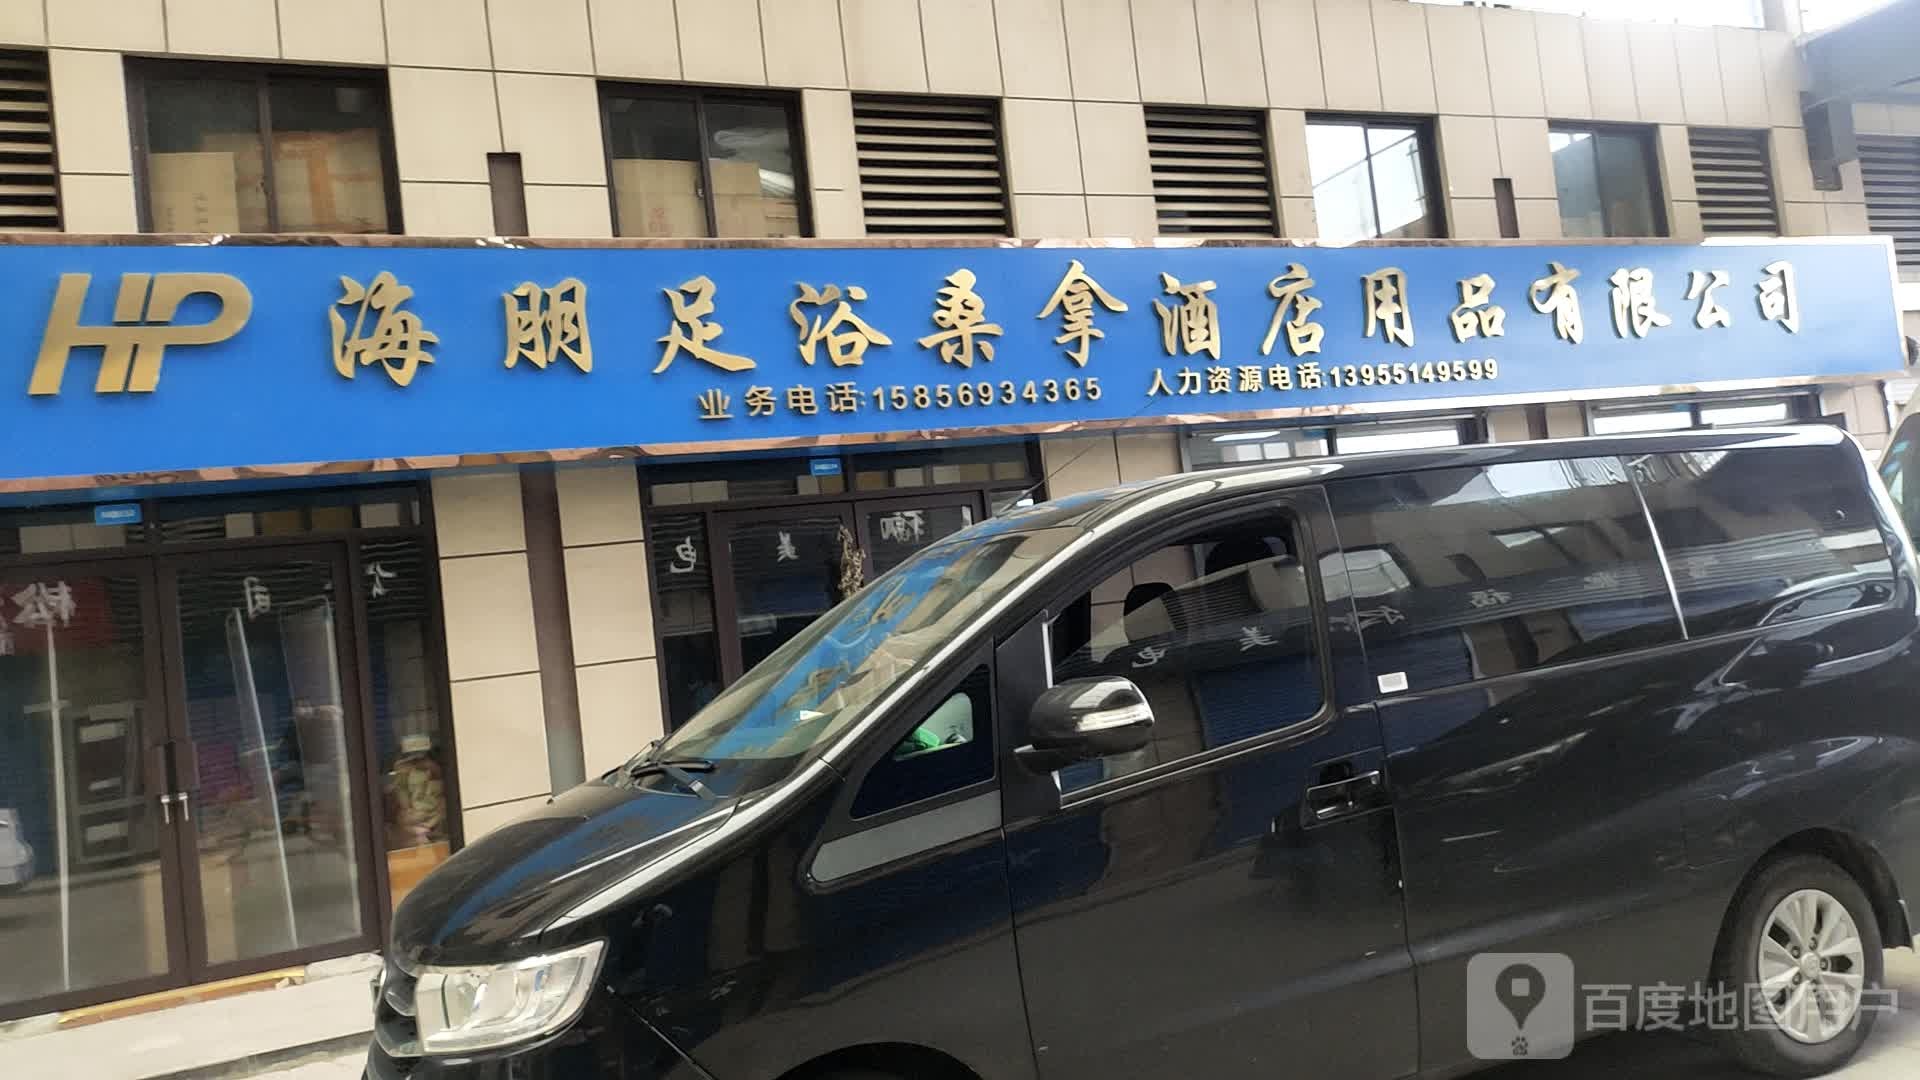 HP 海朋足浴桑拿酒店用品有限公司
业务电话:15856934365 人力资源电话:13955149599
百度地图用户